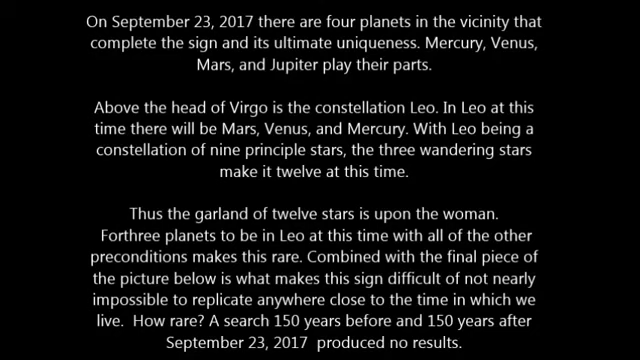 On September 23, 2017 there are four planets in the vicinity that
complete the sign and its ultimate uniqueness. Mercury, Venus,
Mars, and Jupiter play their parts.
Above the head of Virgo is the constellation Leo. In Leo at this
time there will be Mars, Venus, and Mercury. With Leo being a
constellation of nine principle stars, the three wandering stars
make it twelve at this time.
Thus the garland of twelve stars is upon the woman.
Forthree planets to be in Leo at this time with all of the other
preconditions makes this rare. Combined with the final piece of
the picture below is what makes this sign difficult of not nearly
impossible to replicate anywhere close to the time in which we
live. How rare? A search 150 years before and 150 years after
September 23, 2017 produced no results.